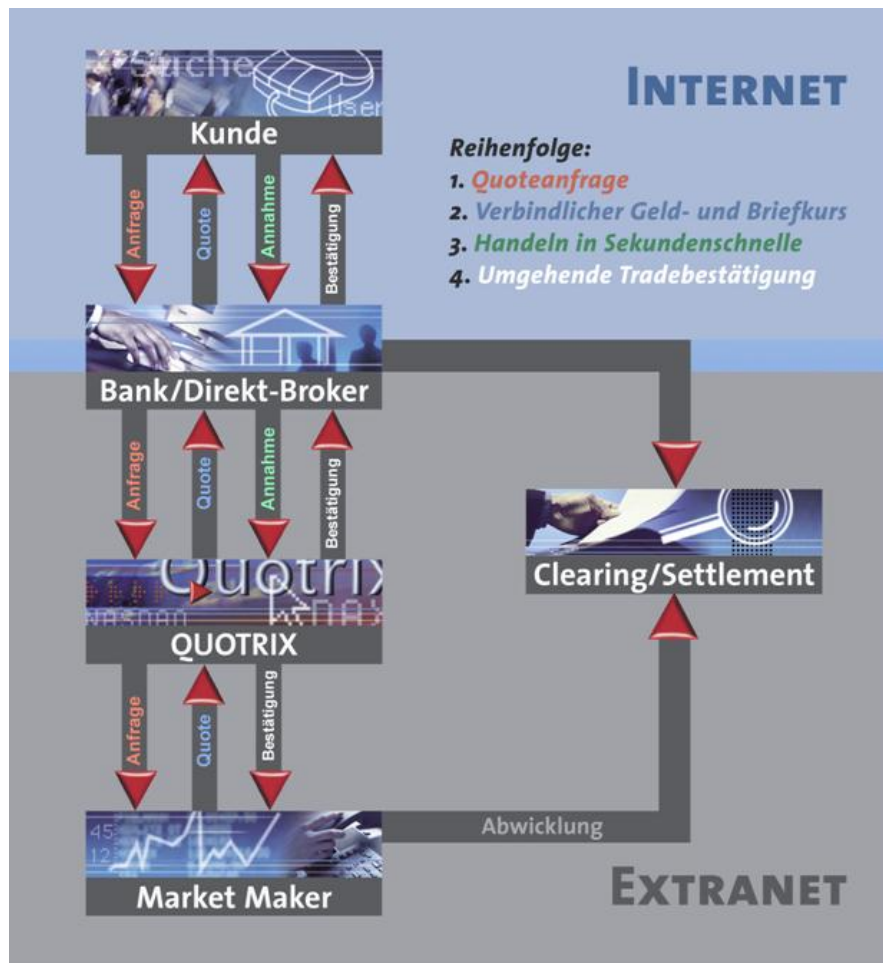 Suche
User
Kunde
INTERNET
Reihenfolge:
1. Quoteanfrage
2. Verbindlicher Geld- und Briefkurs
3. Handeln in Sekundenschnelle
4. Umgehende Tradebestätigung
Anfrage
Quote
Annahme
Bestätigung
Bank/Direkt-Broker
Anfrage
Quote
Annahme
Bestätigung
Quotrix
NASDAQ
DAX
QUOTRIX
Clearing/Settlement
Anfrage
Quote
Bestätigung
45
12
Market Maker
Abwicklung
EXTRANET